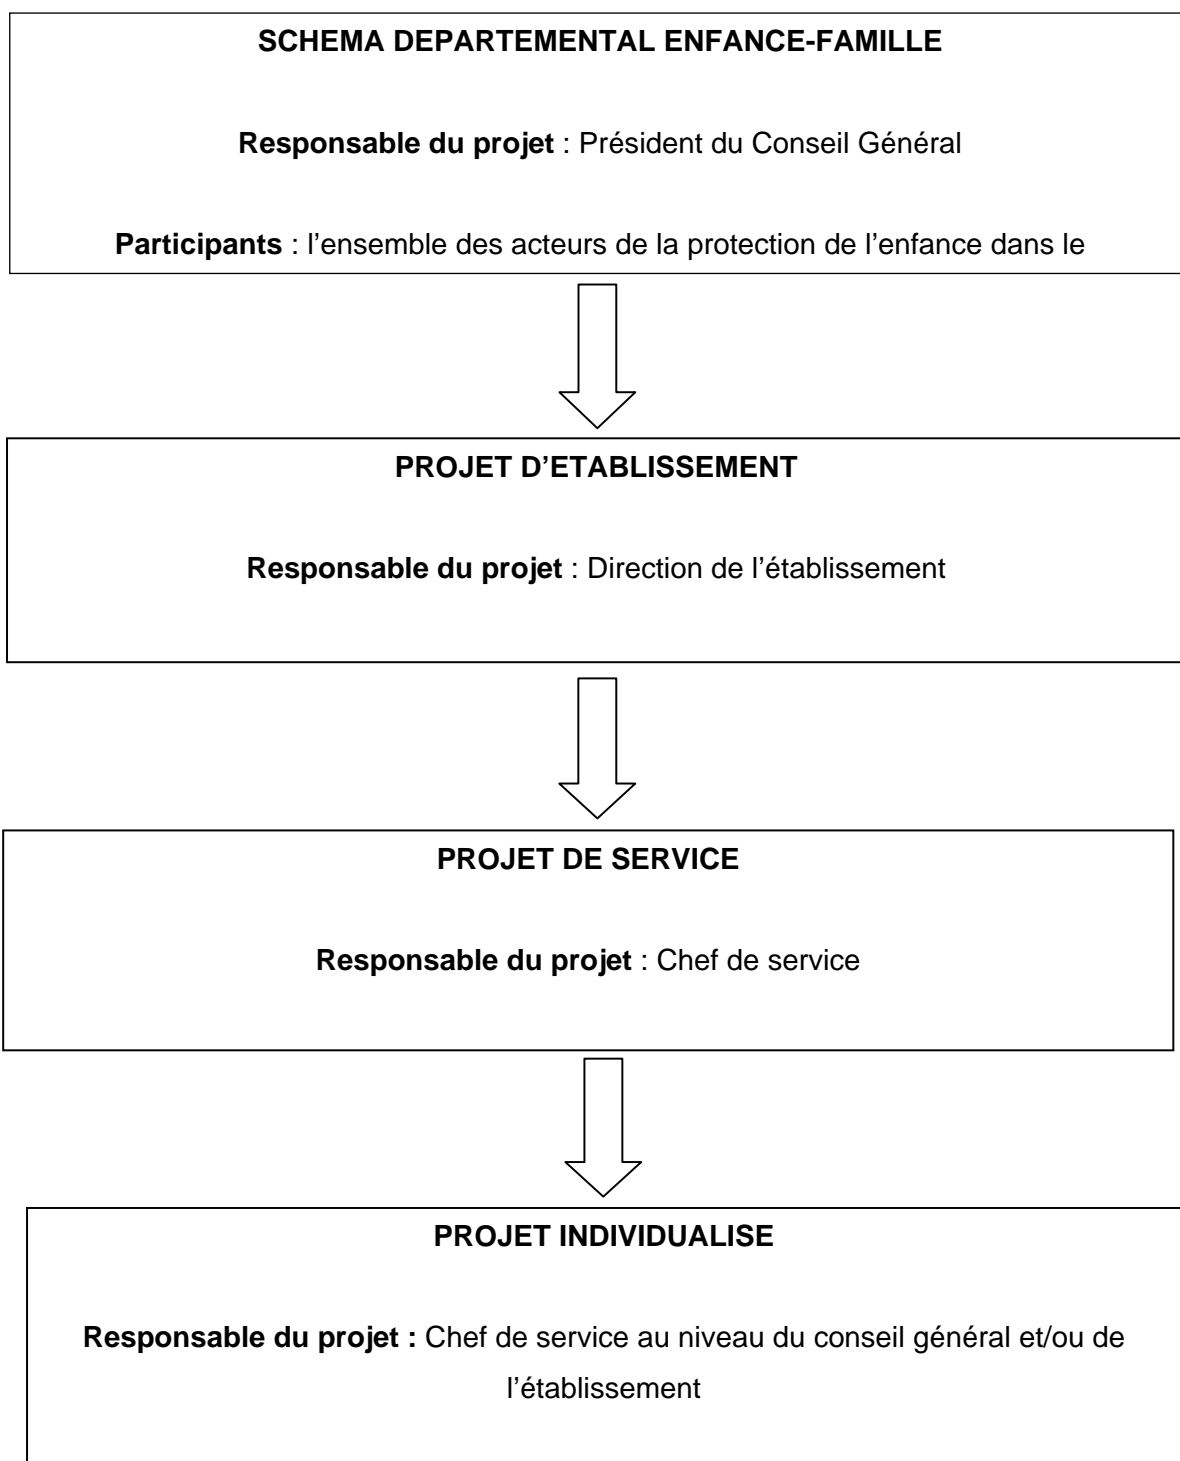 SCHEMA DEPARTEMENTAL ENFANCE-FAMILLE
Responsable du projet : Président du Conseil Général
Participants : l’ensemble des acteurs de la protection de l’enfance dans le
PROJET D’ETABLISSEMENT
Responsable du projet : Direction de l’établissement
PROJET DE SERVICE
Responsable du projet : Chef de service
PROJET INDIVIDUALISE
Responsable du projet : Chef de service au niveau du conseil général et/ou de
l’établissement